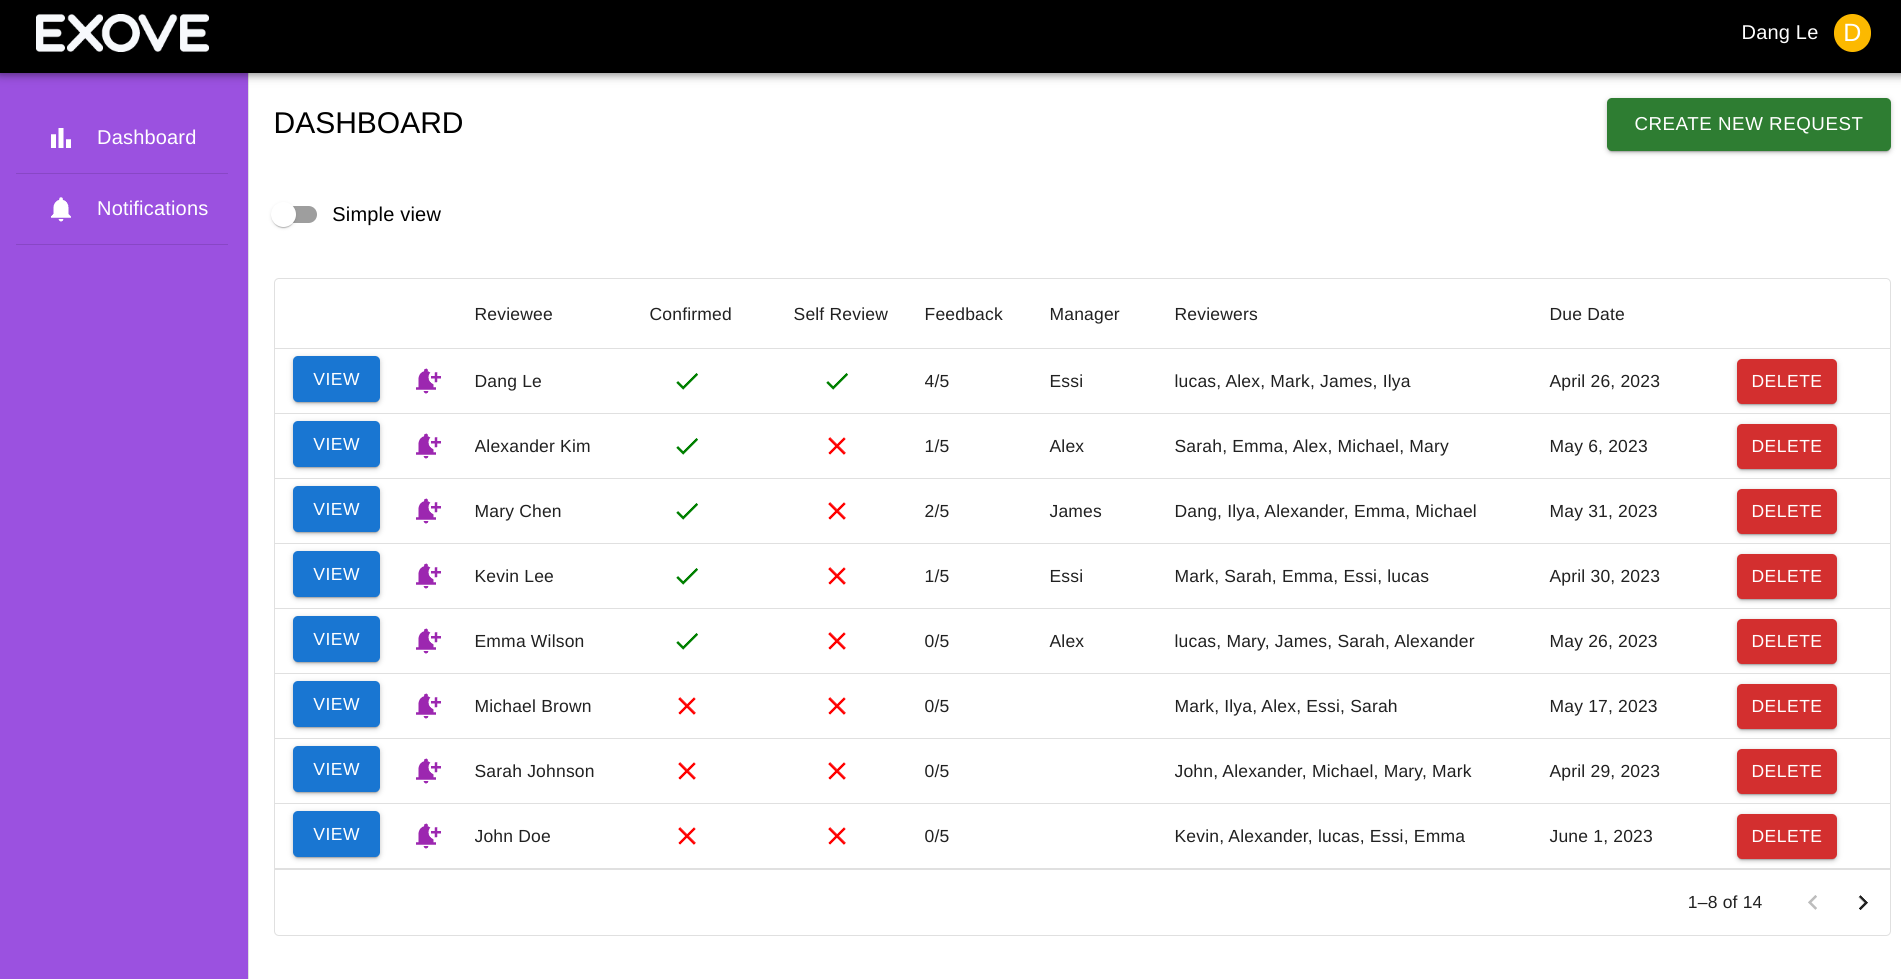 EXOVE
Dang Le D
Dashboard
Notifications
DASHBOARD
CREATE NEW REQUEST
Simple view
Reviewee Confirmed Self Review Feedback Manager Reviewers Due Date
VIEW Dang Le 4/5 Essi lucas, Alex, Mark, James, Ilya April 26, 2023 DELETE
VIEW Alexander Kim 1/5 Alex Sarah, Emma, Alex, Michael, Mary May 6, 2023 DELETE
VIEW Mary Chen 2/5 James Dang, Ilya, Alexander, Emma, Michael May 31, 2023 DELETE
VIEW Kevin Lee 1/5 Essi Mark, Sarah, Emma, Essi, lucas April 30, 2023 DELETE
VIEW Emma Wilson 0/5 Alex lucas, Mary, James, Sarah, Alexander May 26, 2023 DELETE
VIEW Michael Brown 0/5 Mark, Ilya, Alex, Essi, Sarah May 17, 2023 DELETE
VIEW Sarah Johnson 0/5 John, Alexander, Michael, Mary, Mark April 29, 2023 DELETE
VIEW John Doe 0/5 Kevin, Alexander, lucas, Essi, Emma June 1, 2023 DELETE
1–8 of 14